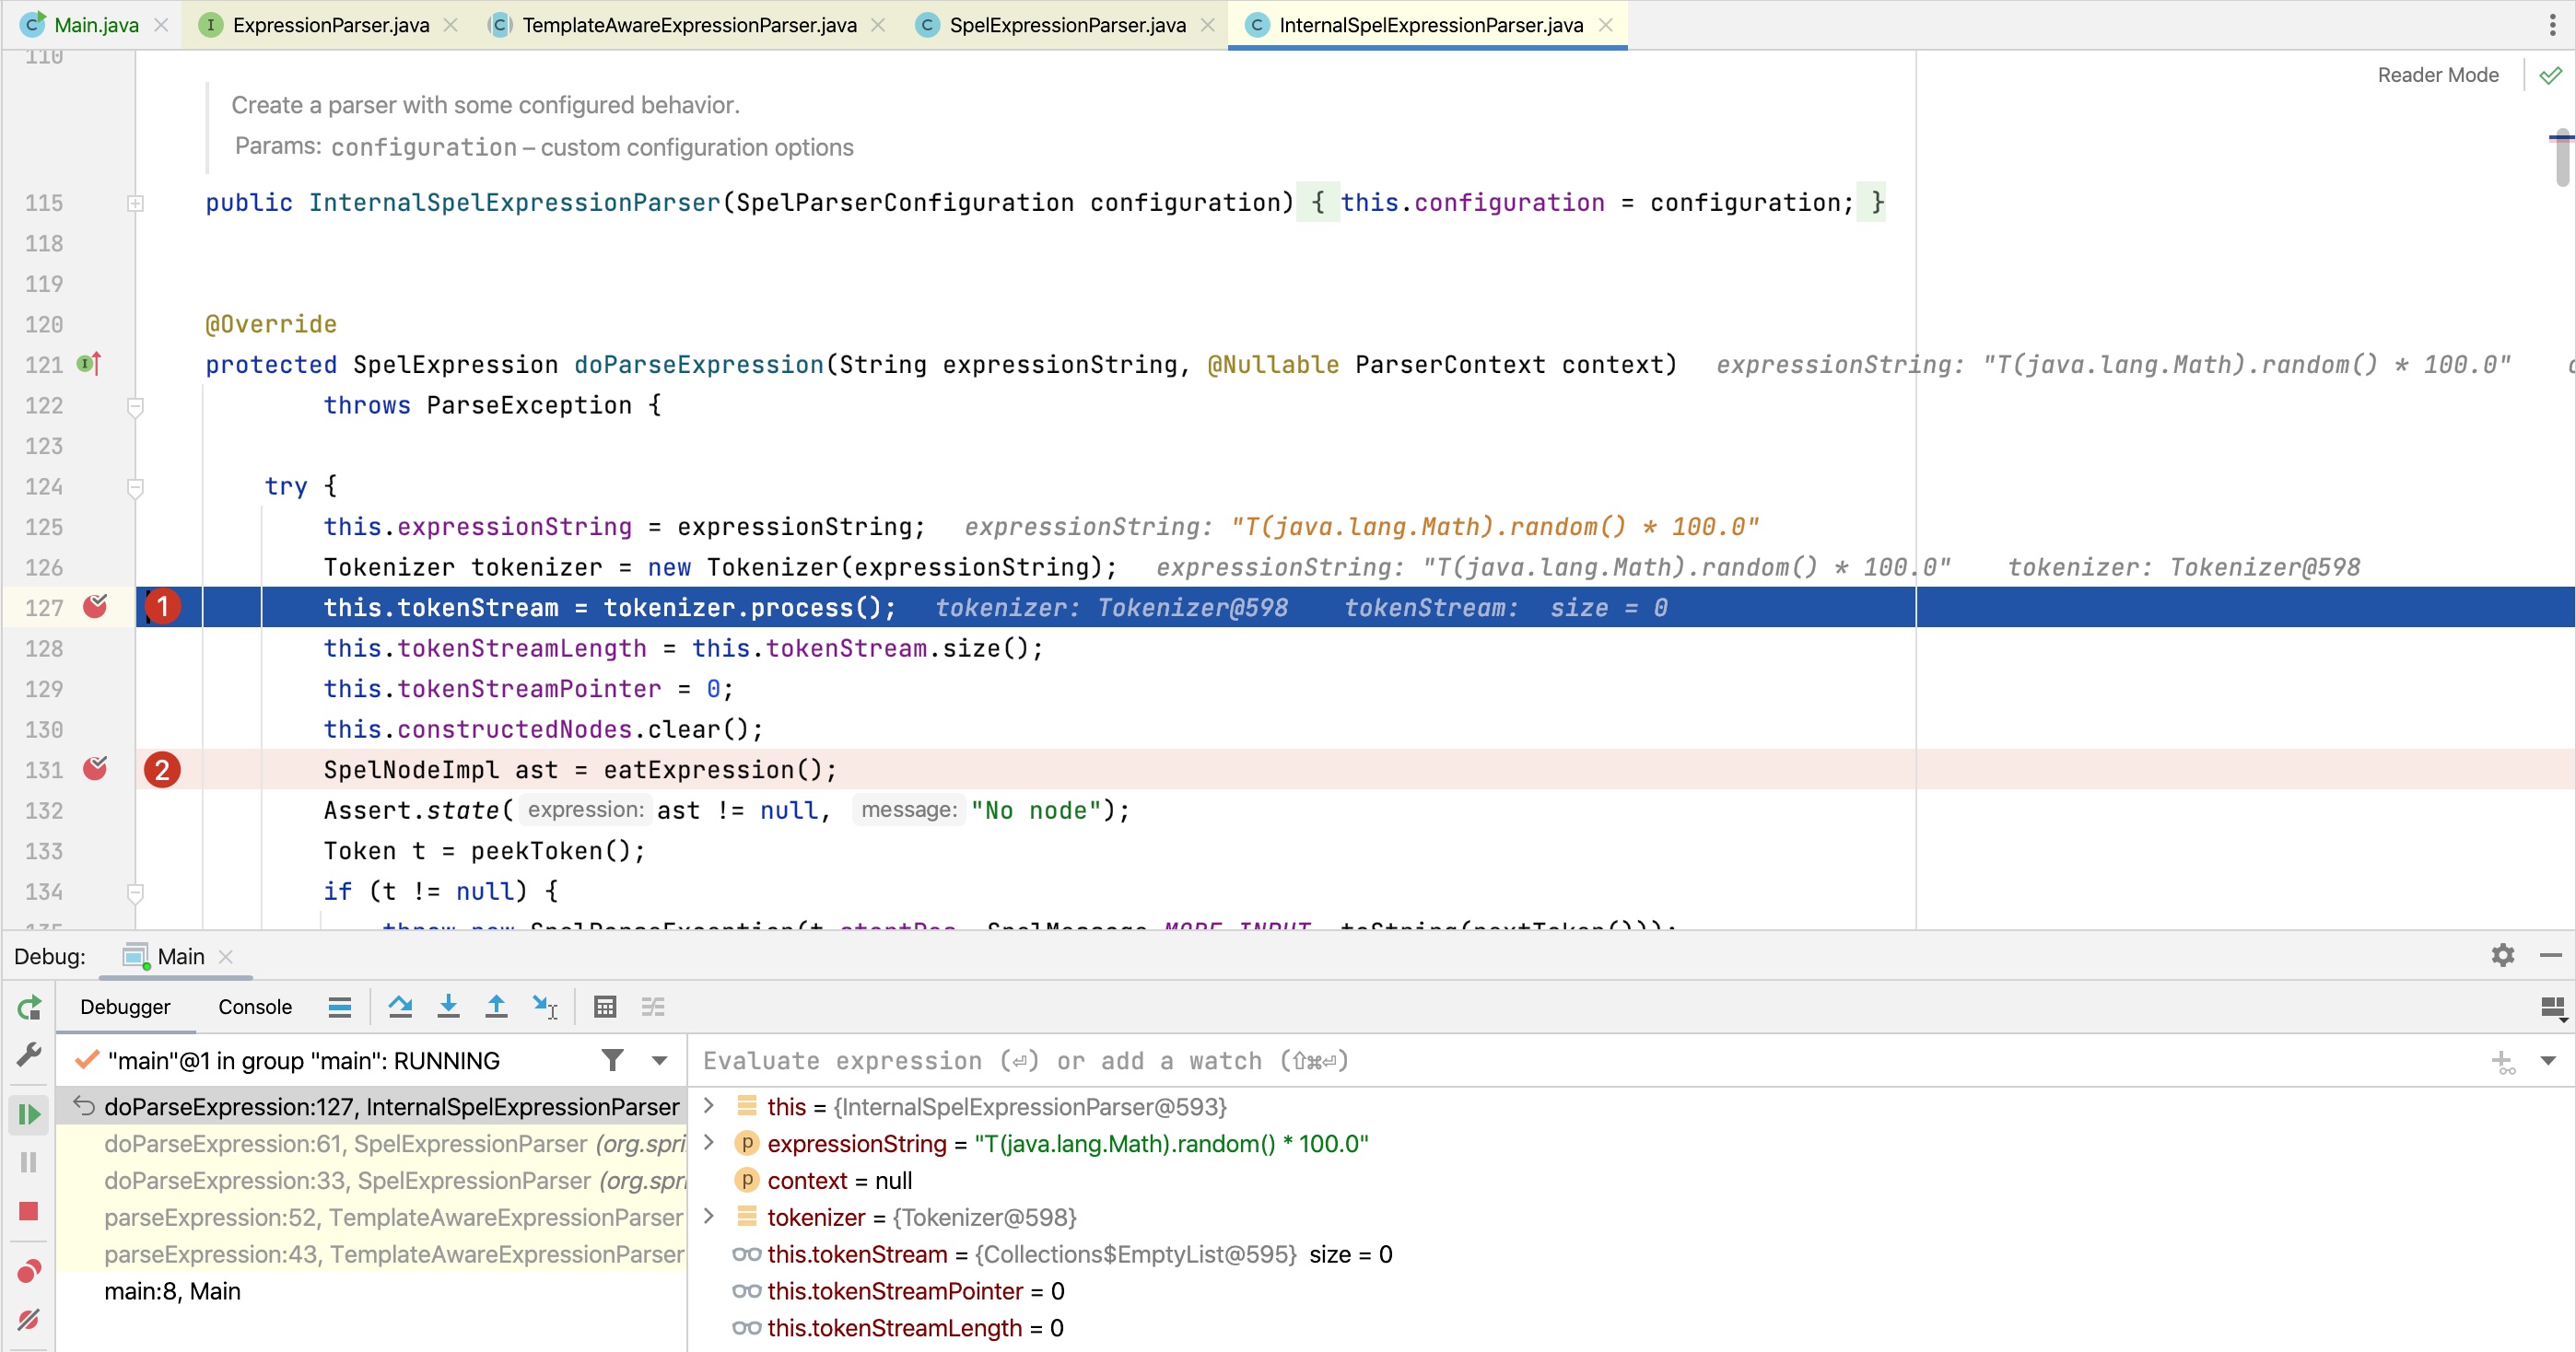 Main.java ExpressionParser.java TemplateAwareExpressionParser.java SpelExpressionParser.java InternalSpelExpressionParser.java
110
Reader Mode
Create a parser with some configured behavior.
Params: configuration – custom configuration options
115 public InternalSpelExpressionParser(SpelParserConfiguration configuration) { this.configuration = configuration; }
118
119
120 @Override
121 protected SpelExpression doParseExpression(String expressionString, @Nullable ParserContext context) expressionString: "T(java.lang.Math).random() * 100.0"
122 throws ParseException {
123
124 try {
125 this.expressionString = expressionString; expressionString: "T(java.lang.Math).random() * 100.0"
126 Tokenizer tokenizer = new Tokenizer(expressionString); expressionString: "T(java.lang.Math).random() * 100.0" tokenizer: Tokenizer@598
127 1 this.tokenStream = tokenizer.process(); tokenizer: Tokenizer@598 tokenStream: size = 0
128 this.tokenStreamLength = this.tokenStream.size();
129 this.tokenStreamPointer = 0;
130 this.constructedNodes.clear();
131 2 SpelNodeImpl ast = eatExpression();
132 Assert.state( expression: ast != null, message: "No node");
133 Token t = peekToken();
134 if (t != null) {
135 throw new SpelParseException(t.startPos, SpelMessage.MORE_INPUT, toString(nextToken()));
Debug: Main
Debugger Console
"main"@1 in group "main": RUNNING
Evaluate expression (⏎) or add a watch (⇧⌘⏎)
doParseExpression:127, InternalSpelExpressionParser
doParseExpression:61, SpelExpressionParser (org.spri
doParseExpression:33, SpelExpressionParser (org.spri
parseExpression:52, TemplateAwareExpressionParser
parseExpression:43, TemplateAwareExpressionParser
main:8, Main
this = {InternalSpelExpressionParser@593}
expressionString = "T(java.lang.Math).random() * 100.0"
context = null
tokenizer = {Tokenizer@598}
this.tokenStream = {Collections$EmptyList@595} size = 0
this.tokenStreamPointer = 0
this.tokenStreamLength = 0